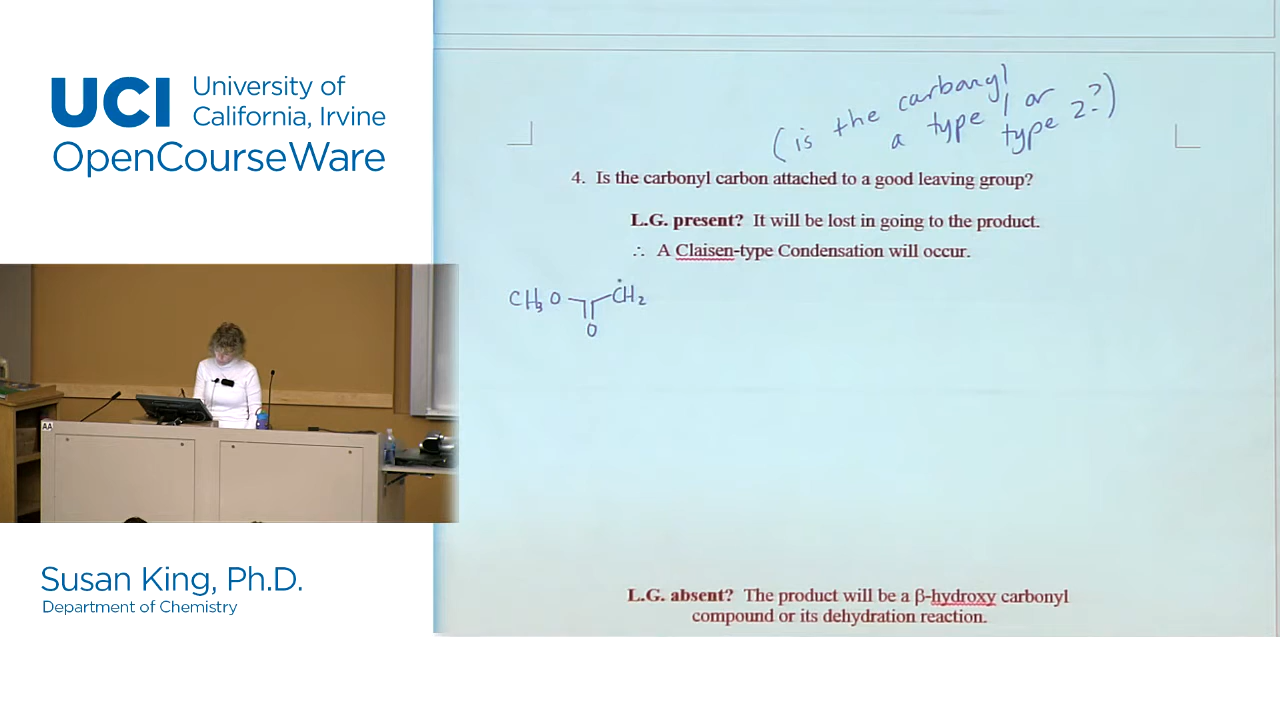 UCI University of
California, Irvine
OpenCourseWare
(is the carbonyl
a type 1 or
type 2?)
4. Is the carbonyl carbon attached to a good leaving group?
L.G. present? It will be lost in going to the product.
∴ A Claisen-type Condensation will occur.
CH3O CH2
O
AA
Susan King, Ph.D.
Department of Chemistry
L.G. absent? The product will be a β-hydroxy carbonyl
compound or its dehydration reaction.